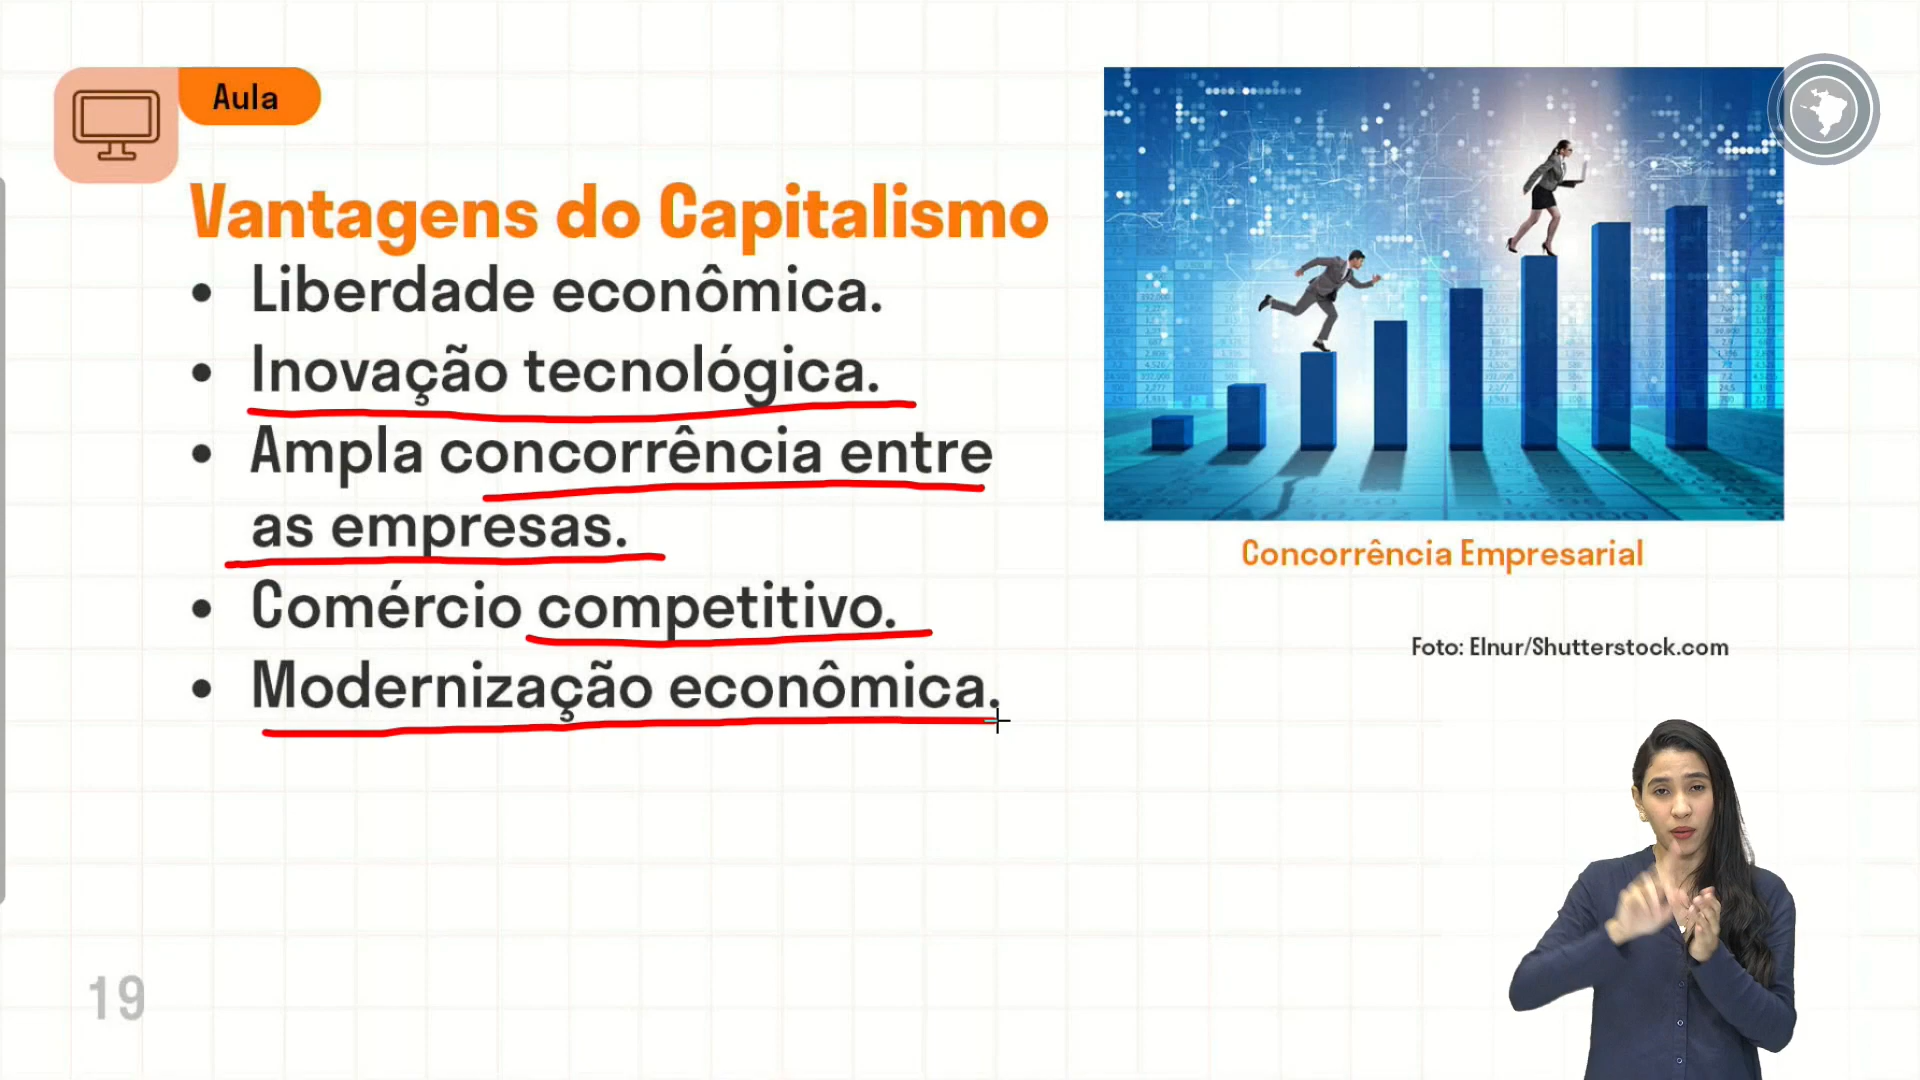 Aula
Vantagens do Capitalismo
• Liberdade econômica.
• Inovação tecnológica.
• Ampla concorrência entre
as empresas.
• Comércio competitivo.
• Modernização econômica.
Concorrência Empresarial
Foto: Elnur/Shutterstock.com
19